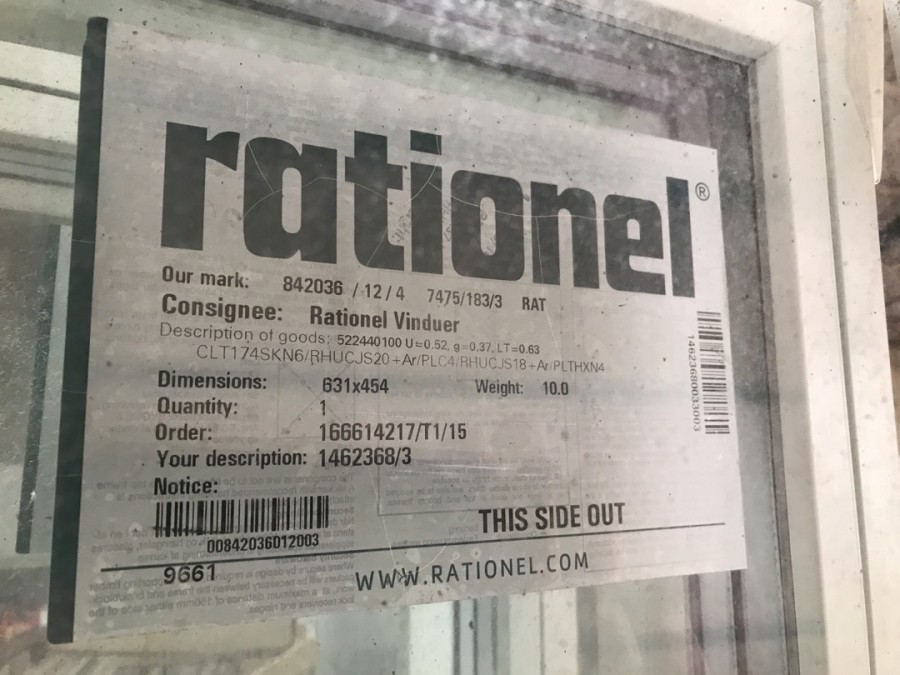 rationel®
Our mark: 842036 / 12 / 4 7475/183/3 RAT
Consignee: Rationel Vinduer
Description of goods: 522440100 U=0.52, g=0.37, LT=0.63
CLT174SKN6/RHUCJS20+Ar/PLC4/RHUCJS18+Ar/PLTHXN4
Dimensions: 631x454 Weight: 10.0
Quantity: 1
Order: 166614217/T1/15
Your description: 1462368/3
Notice:
00842036012003
THIS SIDE OUT
9661
WWW.RATIONEL.COM
1462368003003